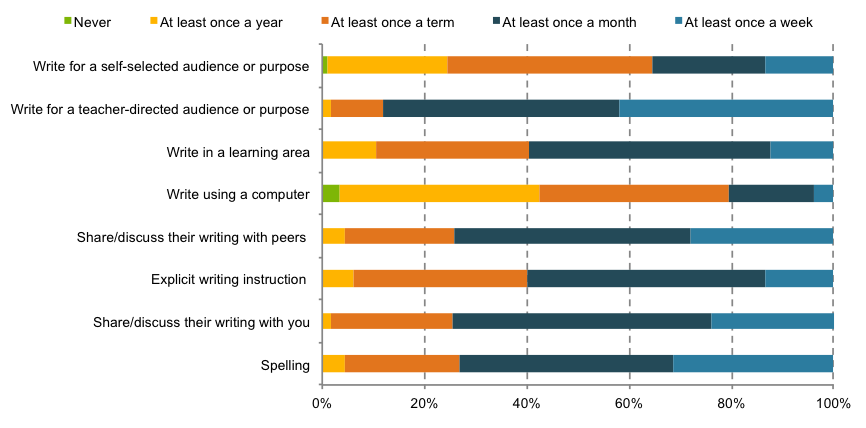 Never At least once a year At least once a term At least once a month At least once a week
Write for a self-selected audience or purpose
Write for a teacher-directed audience or purpose
Write in a learning area
Write using a computer
Share/discuss their writing with peers
Explicit writing instruction
Share/discuss their writing with you
Spelling
0% 20% 40% 60% 80% 100%